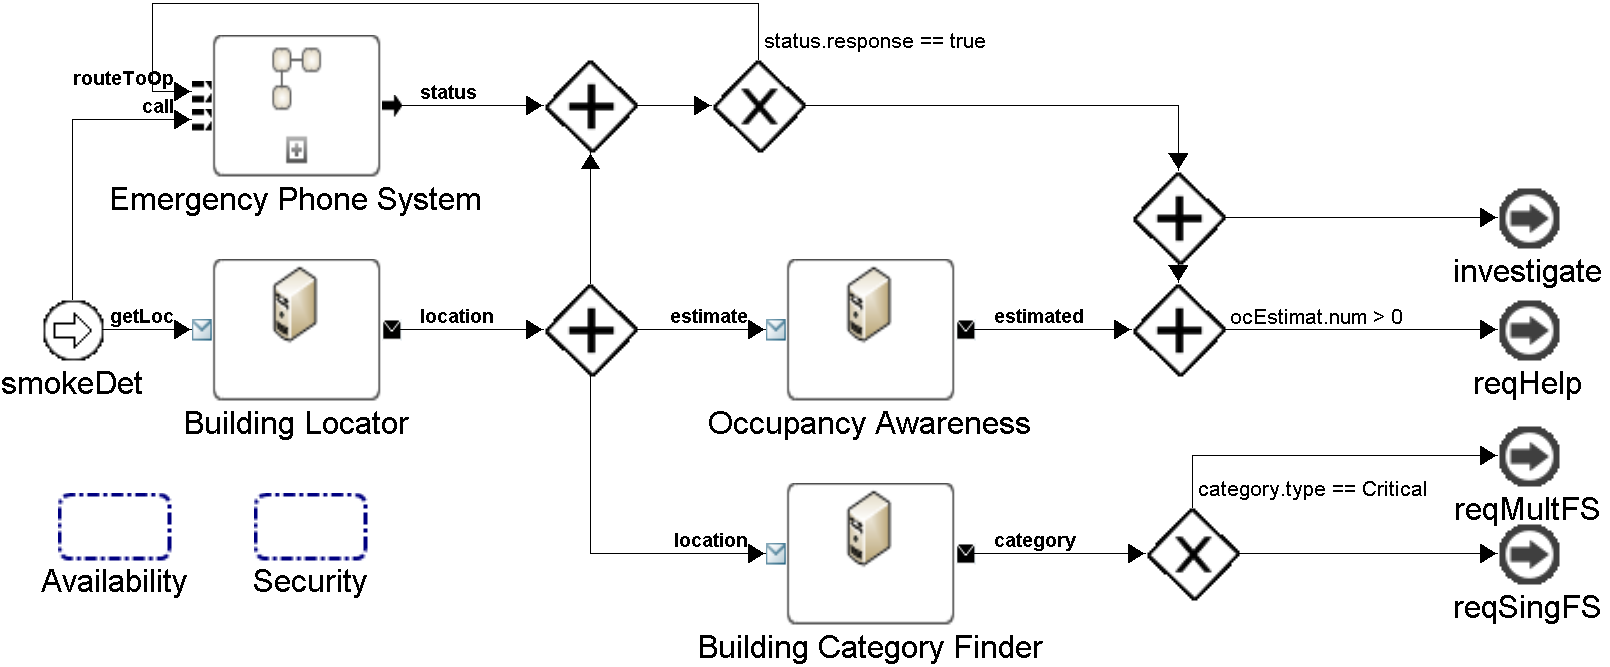 status.response == true
routeToOp
call
status
Emergency Phone System
investigate
getLoc
location
estimate
estimated
ocEstimat.num > 0
smokeDet
Building Locator
Occupancy Awareness
reqHelp
category.type == Critical
reqMultFS
location
category
Availability
Security
reqSingFS
Building Category Finder